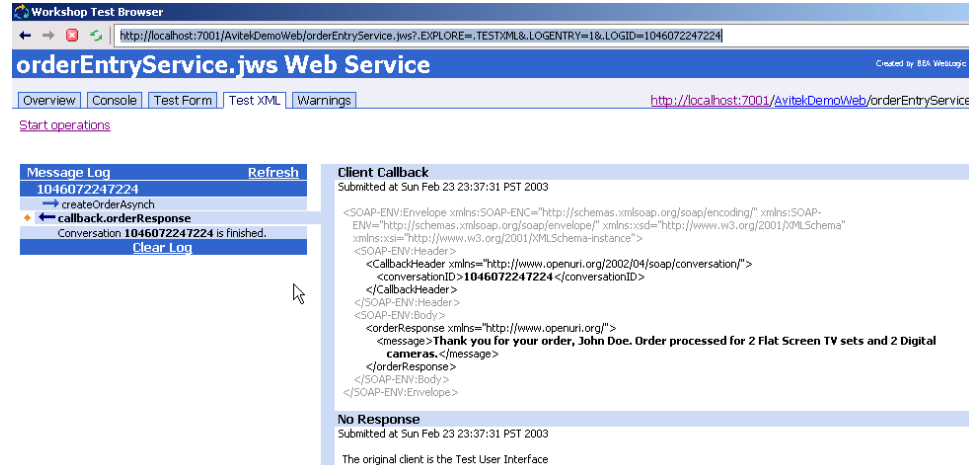 Workshop Test Browser
http://localhost:7001/AvitekDemoWeb/orderEntryService.jws?.EXPLORE=.TESTXML&.LOGENTRY=1&.LOGID=1046072247224
orderEntryService.jws Web Service
Created by BEA WebLogic
Overview Console Test Form Test XML Warnings
http://localhost:7001/AvitekDemoWeb/orderEntryService
Start operations
Message Log Refresh
1046072247224
createOrderAsynch
callback.orderResponse
Conversation 1046072247224 is finished.
Clear Log
Client Callback
Submitted at Sun Feb 23 23:37:31 PST 2003
<SOAP-ENV:Envelope xmlns:SOAP-ENC="http://schemas.xmlsoap.org/soap/encoding/" xmlns:SOAP-
ENV="http://schemas.xmlsoap.org/soap/envelope/" xmlns:xsd="http://www.w3.org/2001/XMLSchema"
xmlns:xsi="http://www.w3.org/2001/XMLSchema-instance">
<SOAP-ENV:Header>
<CallbackHeader xmlns="http://www.openuri.org/2002/04/soap/conversation/">
<conversationID>1046072247224</conversationID>
</CallbackHeader>
</SOAP-ENV:Header>
<SOAP-ENV:Body>
<orderResponse xmlns="http://www.openuri.org/">
<message>Thank you for your order, John Doe. Order processed for 2 Flat Screen TV sets and 2 Digital
cameras.</message>
</orderResponse>
</SOAP-ENV:Body>
</SOAP-ENV:Envelope>
No Response
Submitted at Sun Feb 23 23:37:31 PST 2003
The original client is the Test User Interface